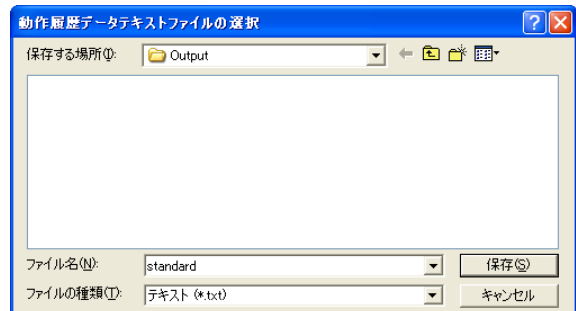 動作履歴データテキストファイルの選択
保存する場所(I): Output
ファイル名(N): standard 保存(S)
ファイルの種類(T): テキスト (*.txt) キャンセル